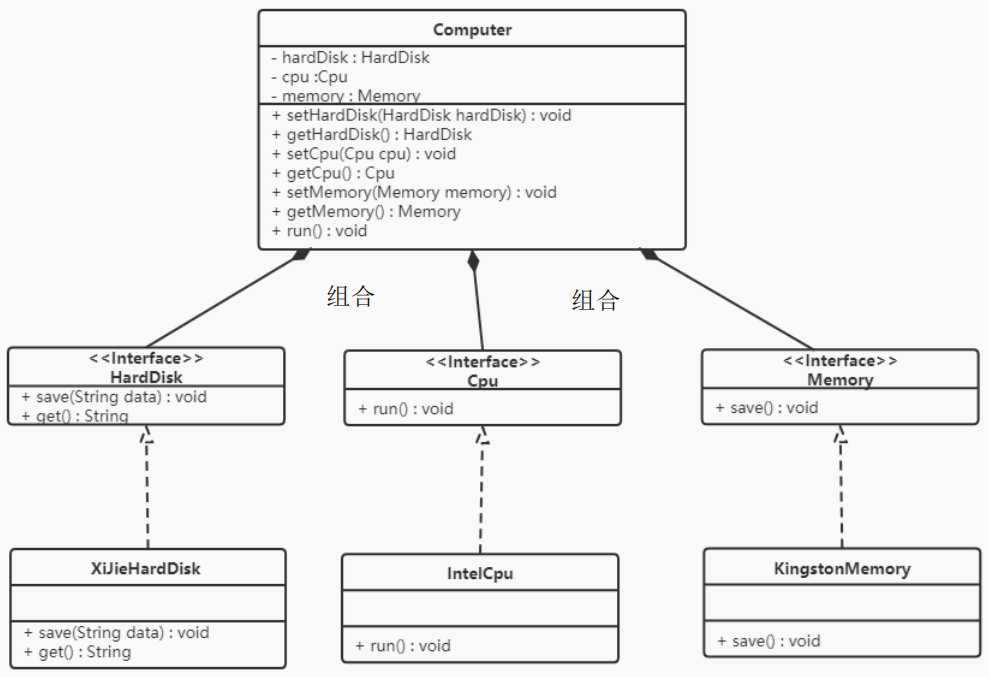 Computer
- hardDisk : HardDisk
- cpu :Cpu
- memory : Memory
+ setHardDisk(HardDisk hardDisk) : void
+ getHardDisk() : HardDisk
+ setCpu(Cpu cpu) : void
+ getCpu() : Cpu
+ setMemory(Memory memory) : void
+ getMemory() : Memory
+ run() : void
组合
组合
<<Interface>>
HardDisk
+ save(String data) : void
+ get() : String
<<Interface>>
Cpu
+ run() : void
<<Interface>>
Memory
+ save() : void
XiJieHardDisk
+ save(String data) : void
+ get() : String
IntelCpu
+ run() : void
KingstonMemory
+ save() : void